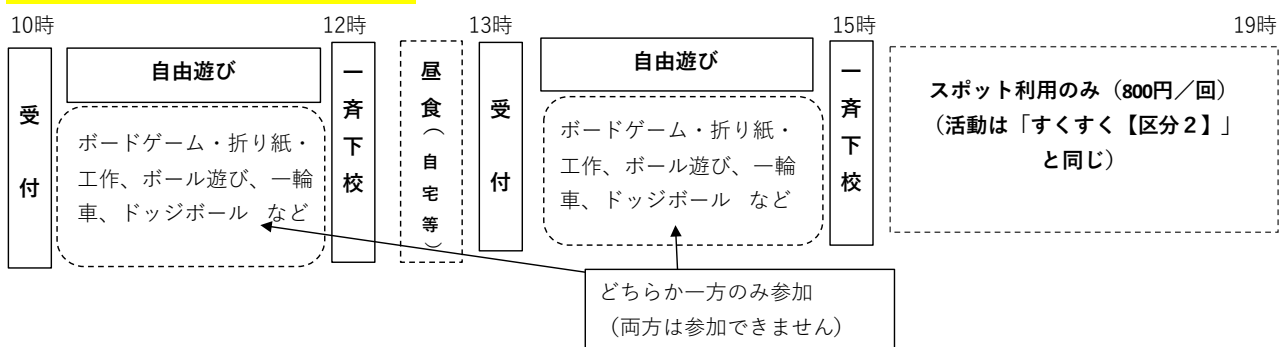 10時
12時
13時
15時
19時
受付
自由遊び
ボードゲーム・折り紙・
工作、ボール遊び、一輪
車、ドッジボール など
一斉下校
昼食（自宅等）
受付
自由遊び
ボードゲーム・折り紙・
工作、ボール遊び、一輪
車、ドッジボール など
一斉下校
スポット利用のみ（800円／回）
（活動は「すくすく【区分２】」
と同じ）
どちらか一方のみ参加
（両方は参加できません）